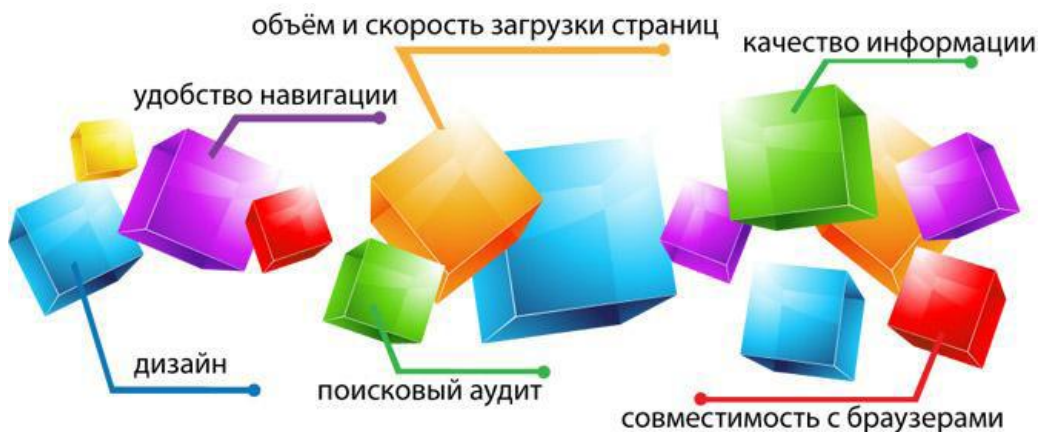 объём и скорость загрузки страниц
качество информации
удобство навигации
дизайн
поисковый аудит
совместимость с браузерами